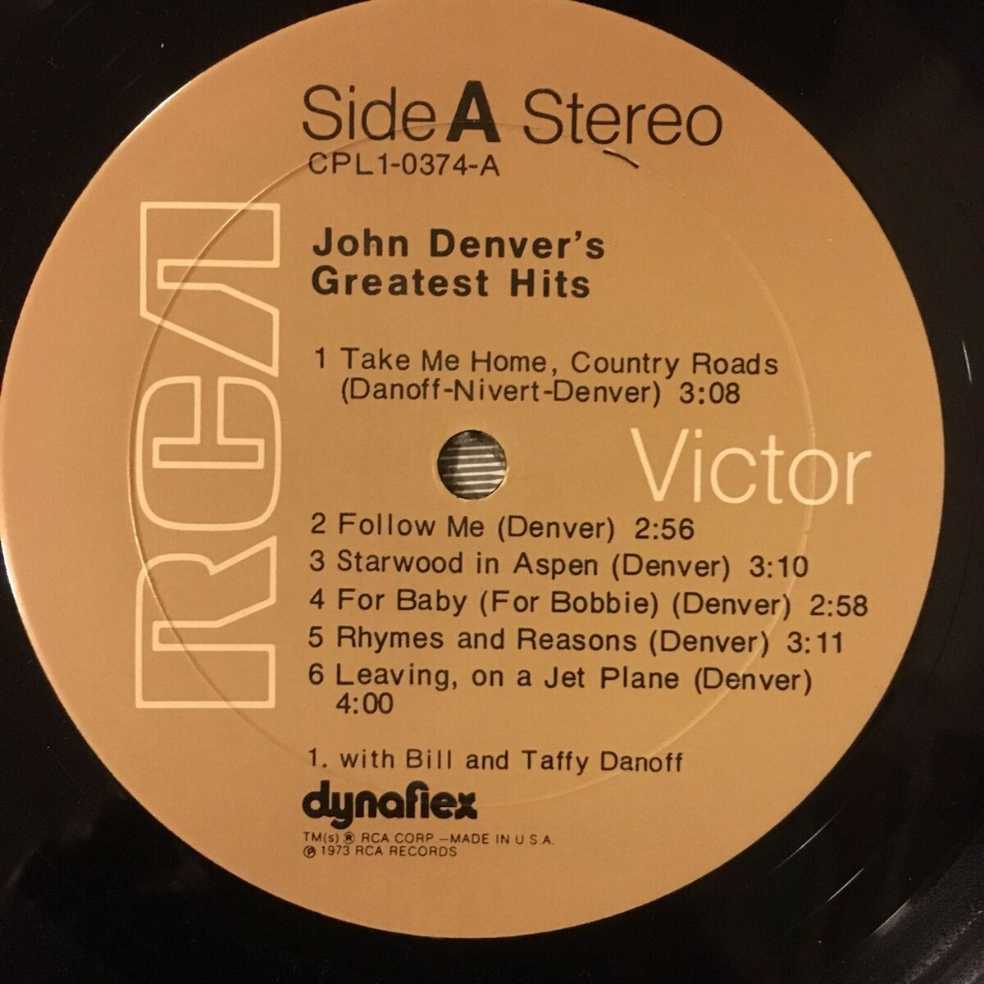 Side A Stereo
CPL1-0374-A
RCA
John Denver's
Greatest Hits
1 Take Me Home, Country Roads
(Danoff-Nivert-Denver) 3:08
Victor
2 Follow Me (Denver) 2:56
3 Starwood in Aspen (Denver) 3:10
4 For Baby (For Bobbie) (Denver) 2:58
5 Rhymes and Reasons (Denver) 3:11
6 Leaving, on a Jet Plane (Denver)
4:00
1. with Bill and Taffy Danoff
dynaflex
TM(s) ® RCA CORP.—MADE IN U.S.A.
℗ 1973 RCA RECORDS